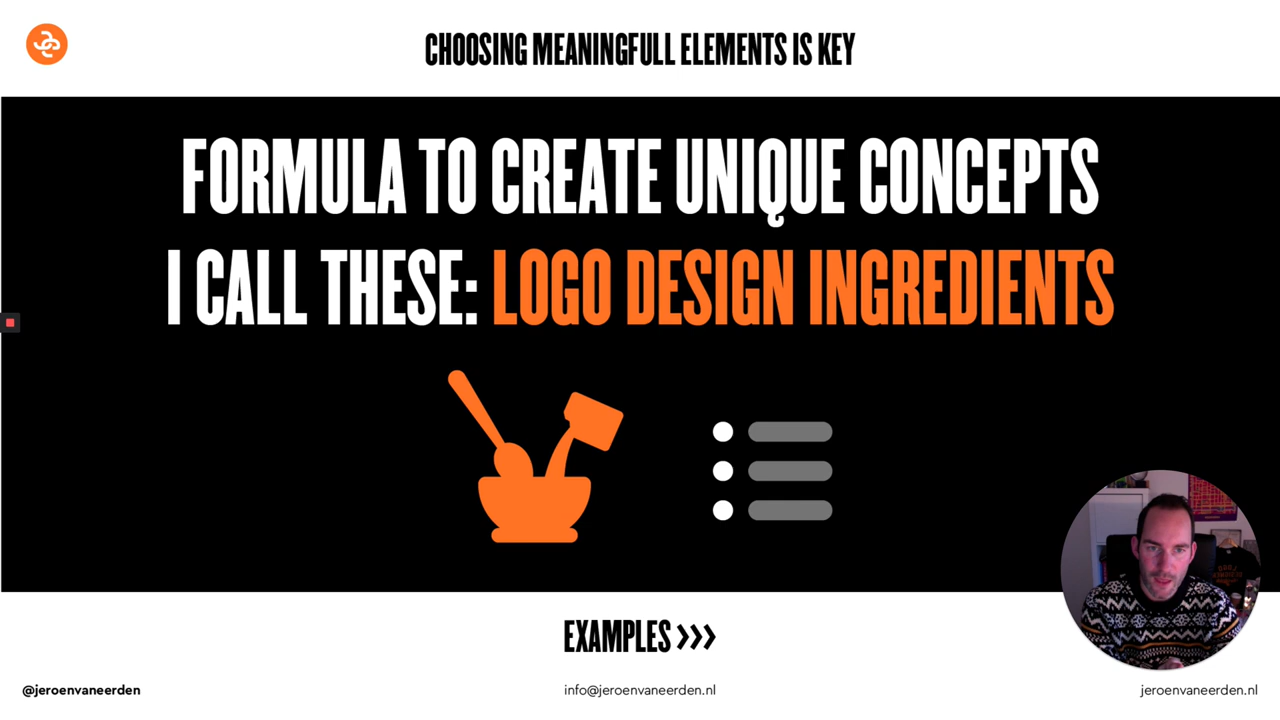 CHOOSING MEANINGFULL ELEMENTS IS KEY
FORMULA TO CREATE UNIQUE CONCEPTS
I CALL THESE: LOGO DESIGN INGREDIENTS
EXAMPLES >>>
@jeroenvaneerden
info@jeroenvaneerden.nl
jeroenvaneerden.nl